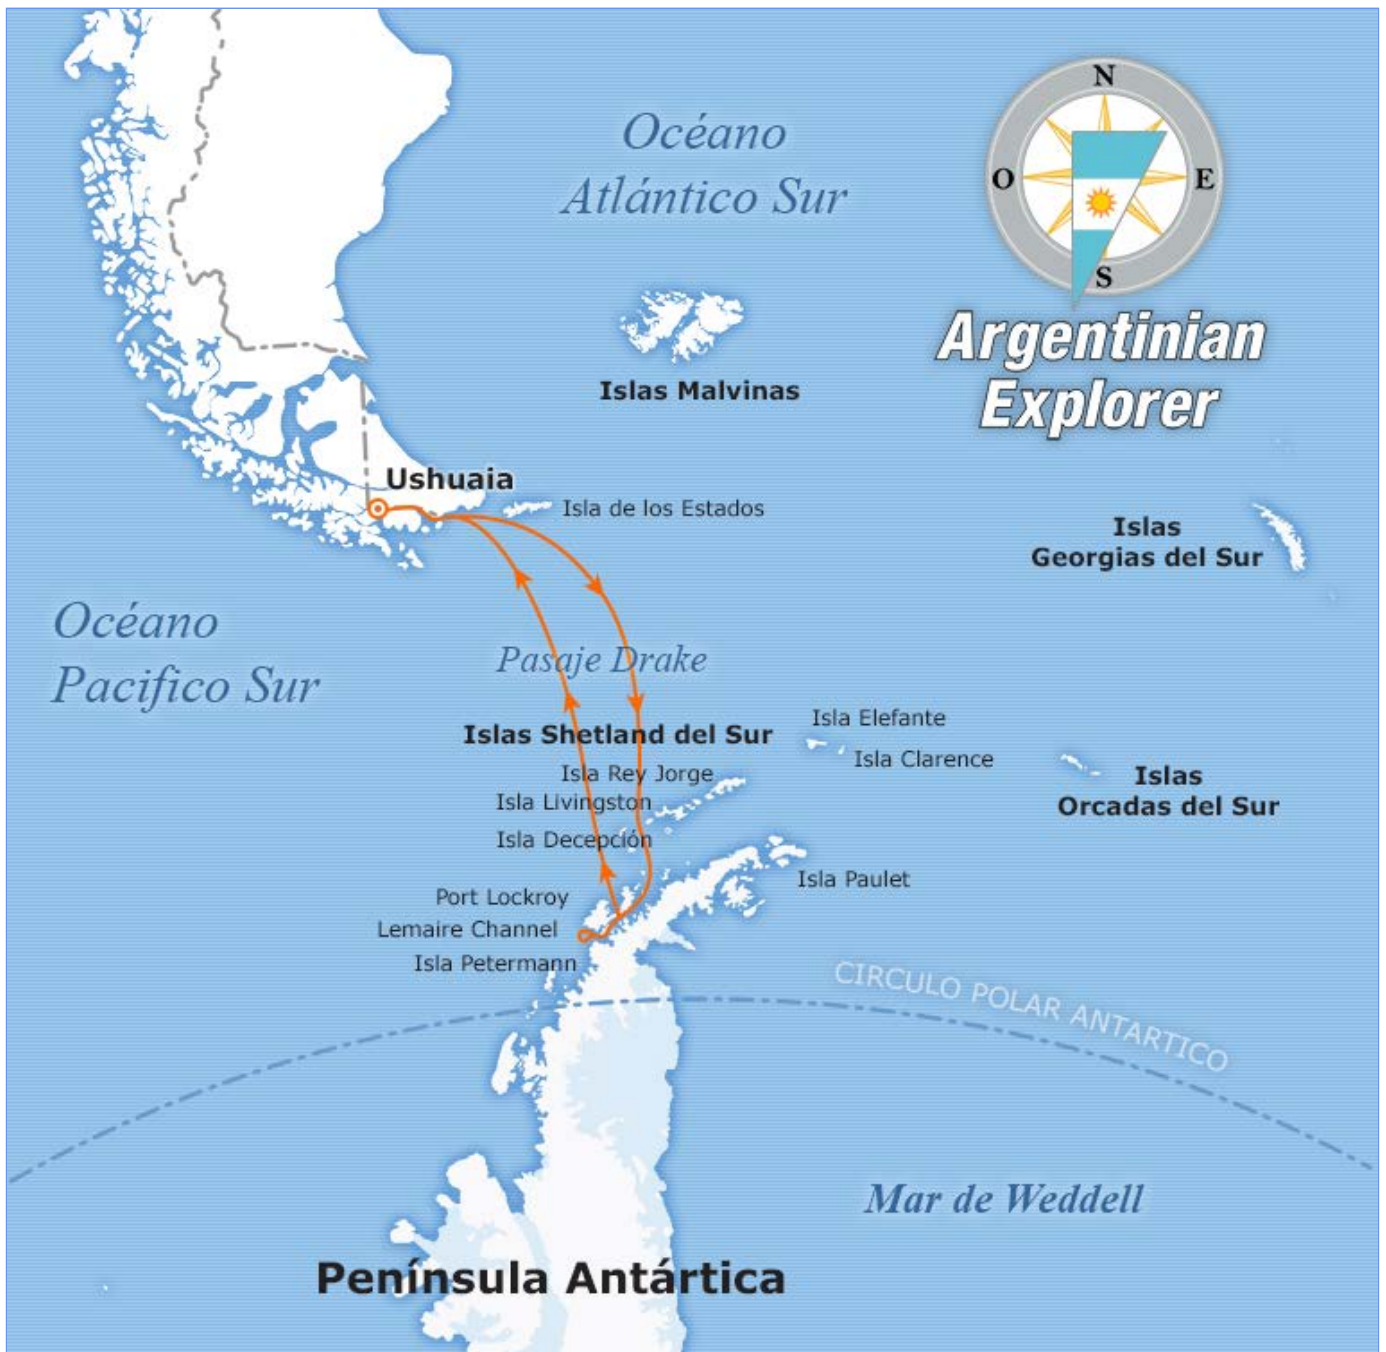 N
Océano
Atlántico Sur
O
E
S
Argentinian
Explorer
Islas Malvinas
Ushuaia
Isla de los Estados
Islas
Georgias del Sur
Océano
Pacifico Sur
Pasaje Drake
Islas Shetland del Sur
Isla Elefante
Isla Clarence
Isla Rey Jorge
Islas
Orcadas del Sur
Isla Livingston
Isla Decepción
Isla Paulet
Port Lockroy
Lemaire Channel
Isla Petermann
CIRCULO POLAR ANTARTICO
Mar de Weddell
Península Antártica